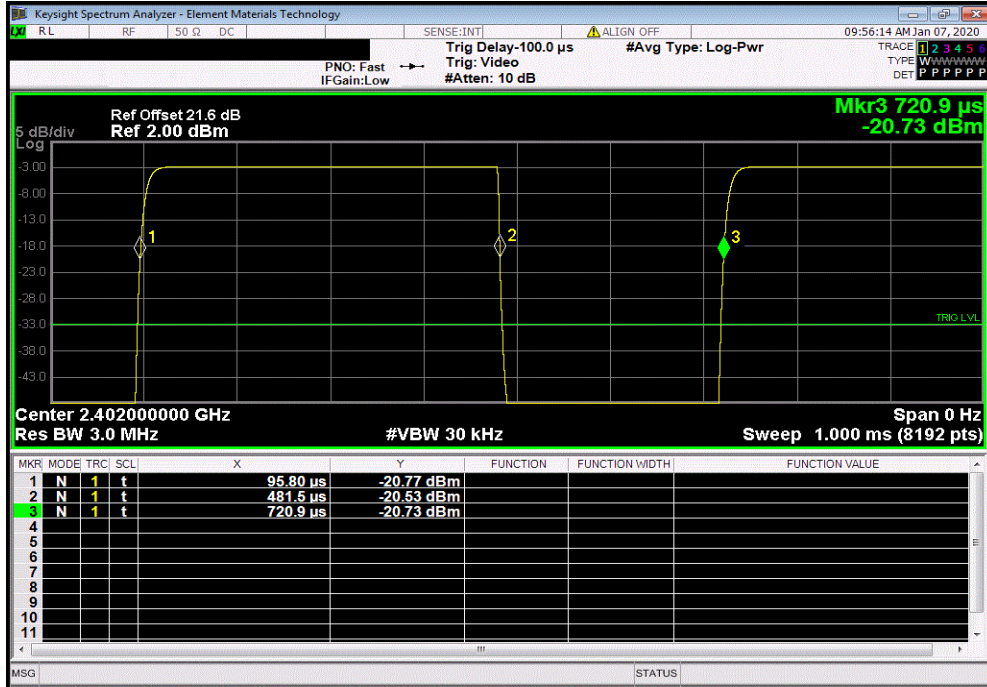 Keysight Spectrum Analyzer - Element Materials Technology
LXI RL RF 50 Ω DC SENSE:INT ALIGN OFF 09:56:14 AM Jan 07, 2020
Trig Delay-100.0 µs #Avg Type: Log-Pwr TRACE 1 2 3 4 5 6
PNO: Fast Trig: Video TYPE WWWWWW
IFGain:Low #Atten: 10 dB DET P P P P P P
Mkr3 720.9 µs
-20.73 dBm
Ref Offset 21.6 dB
5 dB/div Ref 2.00 dBm
Log
-3.00
-8.00
-13.0
1 2 3
-18.0
-23.0
-28.0
TRIG LVL
-33.0
-38.0
-43.0
Center 2.402000000 GHz Span 0 Hz
Res BW 3.0 MHz #VBW 30 kHz Sweep 1.000 ms (8192 pts)
MKR MODE TRC SCL X Y FUNCTION FUNCTION WIDTH FUNCTION VALUE
1 N 1 t 95.80 µs -20.77 dBm
2 N 1 t 481.5 µs -20.53 dBm
3 N 1 t 720.9 µs -20.73 dBm
4
5
6
7
8
9
10
11
MSG STATUS